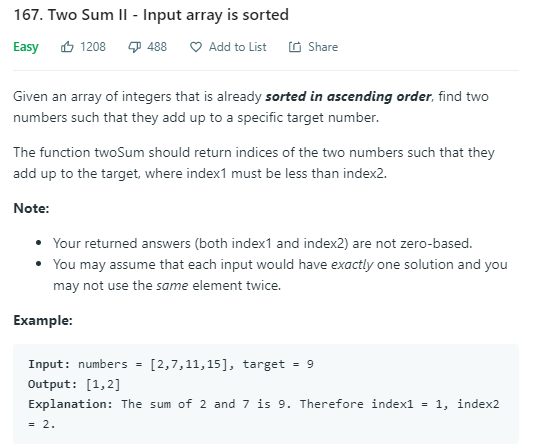 167. Two Sum II - Input array is sorted
Easy 1208 488 Add to List Share
Given an array of integers that is already sorted in ascending order, find two
numbers such that they add up to a specific target number.
The function twoSum should return indices of the two numbers such that they
add up to the target, where index1 must be less than index2.
Note:
• Your returned answers (both index1 and index2) are not zero-based.
• You may assume that each input would have exactly one solution and you
may not use the same element twice.
Example:
Input: numbers = [2,7,11,15], target = 9
Output: [1,2]
Explanation: The sum of 2 and 7 is 9. Therefore index1 = 1, index2
= 2.